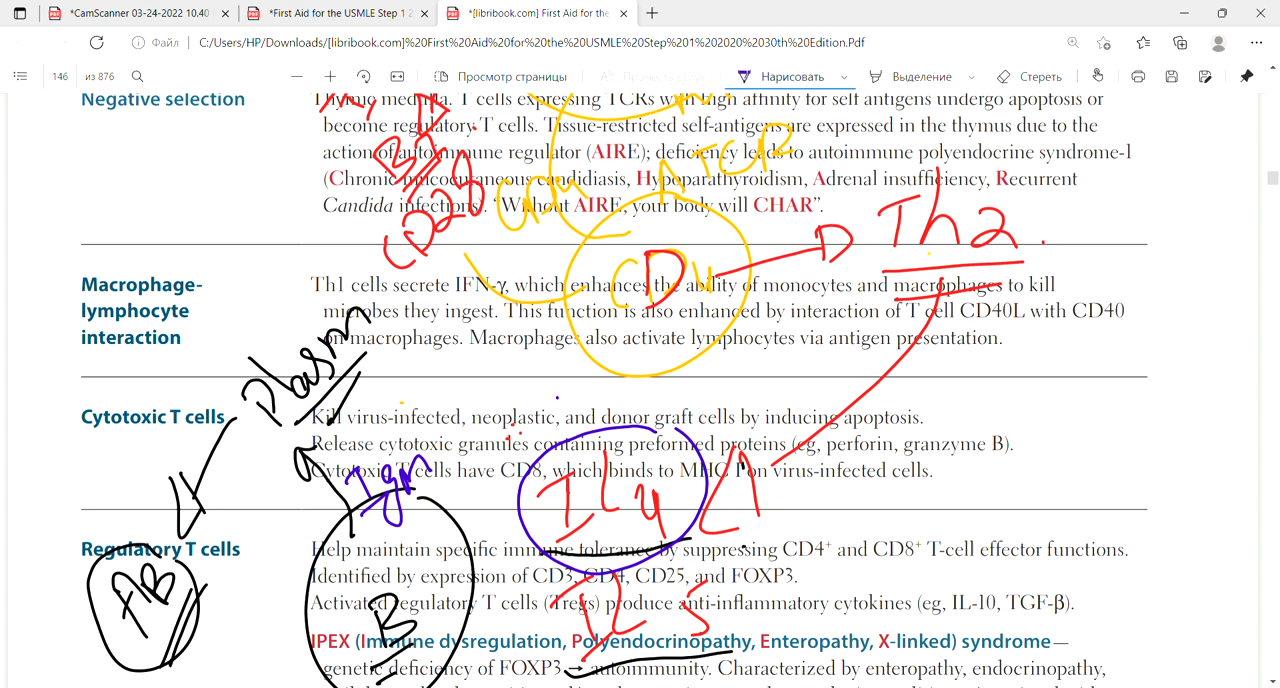 *CamScanner 03-24-2022 10.40
*First Aid for the USMLE Step 1 2
*[libribook.com] First Aid for the
Файл
C:/Users/HP/Downloads/[libribook.com]%20First%20Aid%20for%20the%20USMLE%20Step%201%202020%2030th%20Edition.Pdf
146 из 876
Просмотр страницы
Нарисовать
Выделение
Стереть
Negative selection
Thymic medulla. T cells expressing TCRs with high affinity for self antigens undergo apoptosis or
become regulatory T cells. Tissue-restricted self-antigens are expressed in the thymus due to the
action of autoimmune regulator (AIRE); deficiency leads to autoimmune polyendocrine syndrome-1
(Chronic mucocutaneous candidiasis, Hypoparathyroidism, Adrenal insufficiency, Recurrent
Candida infections). “Without AIRE, your body will CHAR”.
B7
CD28
TCR
CD4
Th2
Macrophage-
lymphocyte
interaction
Th1 cells secrete IFN-γ, which enhances the ability of monocytes and macrophages to kill
microbes they ingest. This function is also enhanced by interaction of T cell CD40L with CD40
on macrophages. Macrophages also activate lymphocytes via antigen presentation.
Plasm
Cytotoxic T cells
Kill virus-infected, neoplastic, and donor graft cells by inducing apoptosis.
Release cytotoxic granules containing preformed proteins (eg, perforin, granzyme B).
Cytotoxic T cells have CD8, which binds to MHC I on virus-infected cells.
Igm
IL4
Regulatory T cells
Help maintain specific immune tolerance by suppressing CD4⁺ and CD8⁺ T-cell effector functions.
Identified by expression of CD3, CD4, CD25, and FOXP3.
Activated regulatory T cells (Tregs) produce anti-inflammatory cytokines (eg, IL-10, TGF-β).
AB
B
IL5
IPEX (Immune dysregulation, Polyendocrinopathy, Enteropathy, X-linked) syndrome—
genetic deficiency of FOXP3 → autoimmunity. Characterized by enteropathy, endocrinopathy,